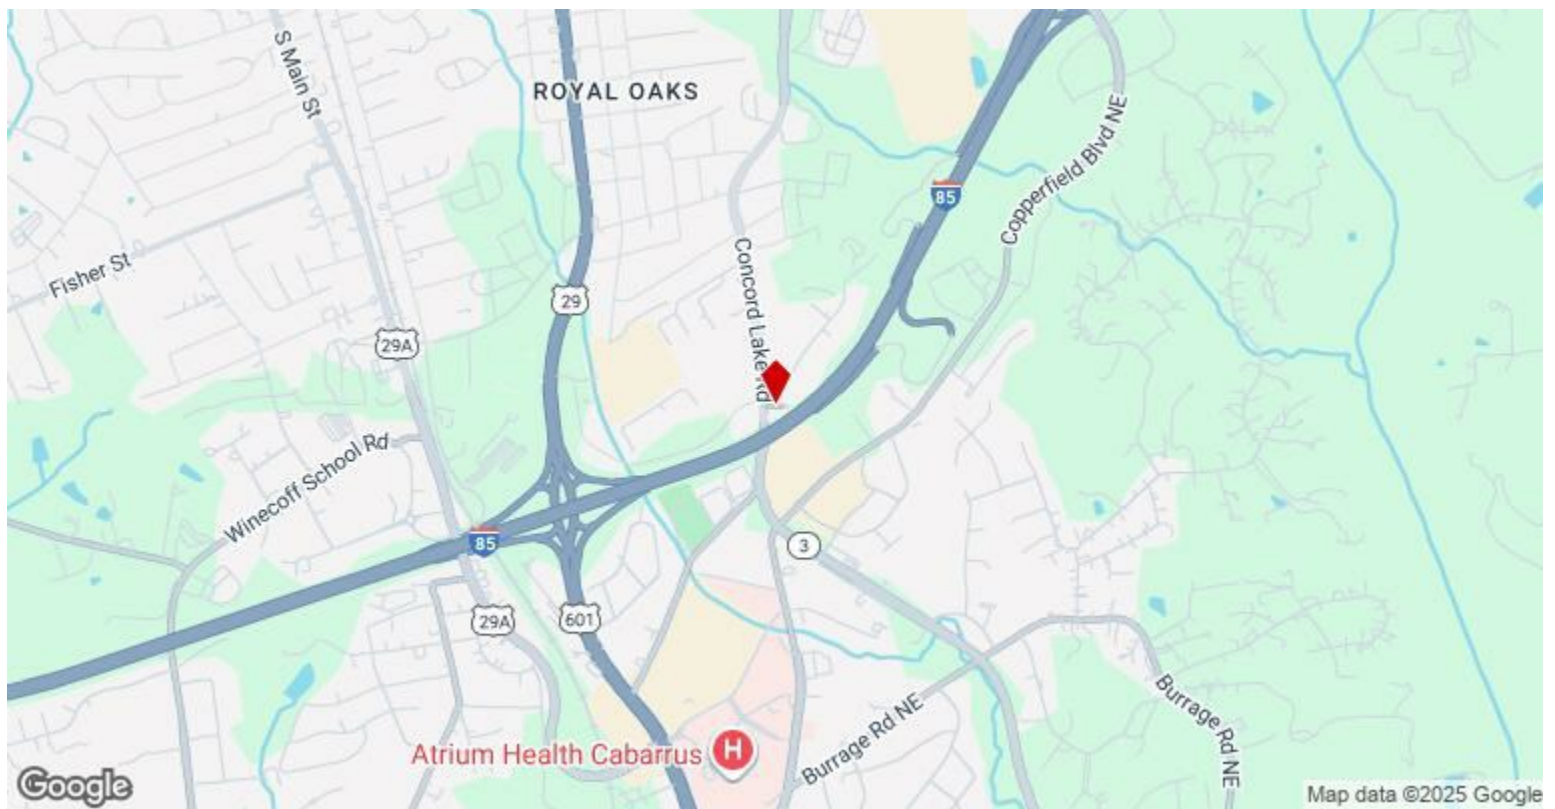 S Main St
ROYAL OAKS
Copperfield Blvd NE
85
Concord Lake Rd
Fisher St
29
29A
Winecoff School Rd
85
3
29A
601
Burrage Rd NE
Burrage Rd NE
Atrium Health Cabarrus
H
Google
Map data ©2025 Google